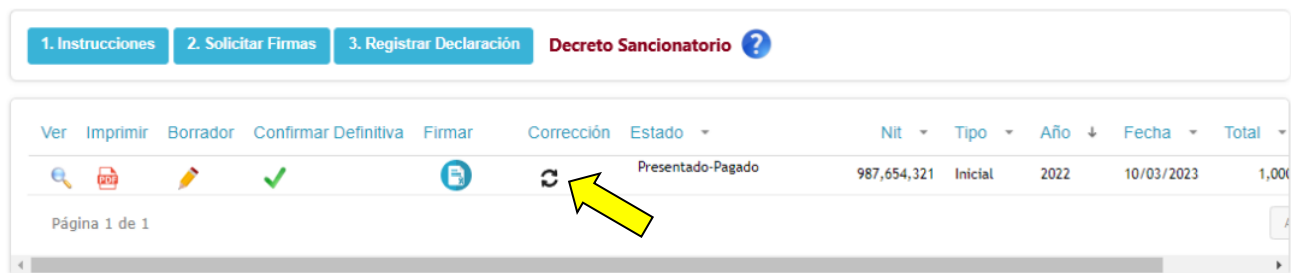 1. Instrucciones 2. Solicitar Firmas 3. Registrar Declaración Decreto Sancionatorio ?
Ver Imprimir Borrador Confirmar Definitiva Firmar Corrección Estado Nit Tipo Año Fecha Total
PDF Presentado-Pagado 987,654,321 Inicial 2022 10/03/2023 1,000
Página 1 de 1